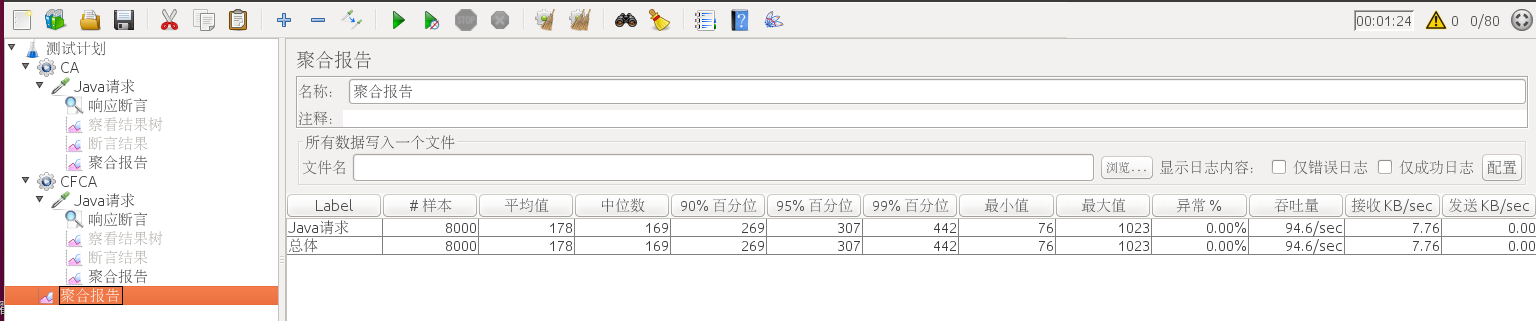 STOP
00:01:24 0 0/80
测试计划
CA
Java请求
响应断言
察看结果树
断言结果
聚合报告
CFCA
Java请求
响应断言
察看结果树
断言结果
聚合报告
聚合报告
聚合报告
名称： 聚合报告
注释：
所有数据写入一个文件
文件名 浏览... 显示日志内容： 仅错误日志 仅成功日志 配置
Label # 样本 平均值 中位数 90% 百分位 95% 百分位 99% 百分位 最小值 最大值 异常 % 吞吐量 接收 KB/sec 发送 KB/sec
Java请求 8000 178 169 269 307 442 76 1023 0.00% 94.6/sec 7.76 0.00
总体 8000 178 169 269 307 442 76 1023 0.00% 94.6/sec 7.76 0.00